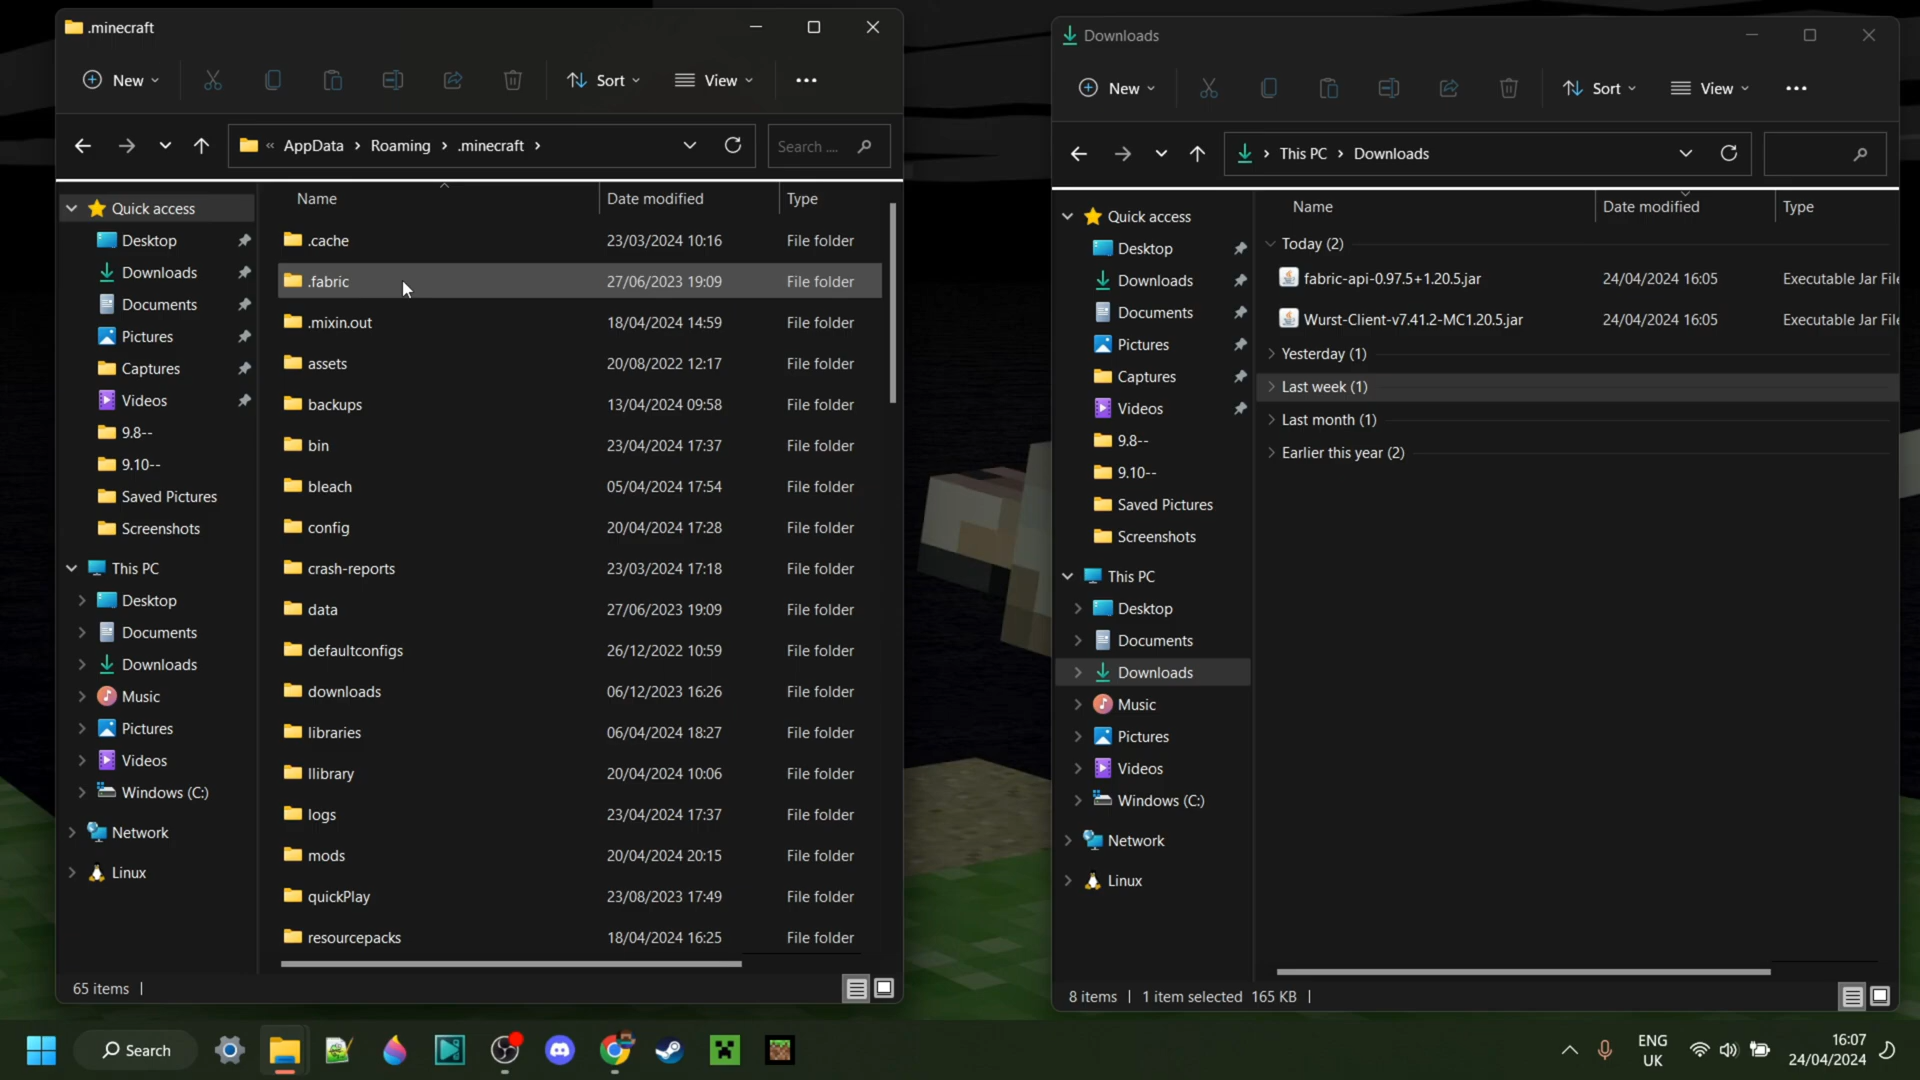 .minecraft
New
Sort
View
« AppData > Roaming > .minecraft >
Search ...
Quick access
Desktop
Downloads
Documents
Pictures
Captures
Videos
9.8--
9.10--
Saved Pictures
Screenshots
This PC
Desktop
Documents
Downloads
Music
Pictures
Videos
Windows (C:)
Network
Linux
Name Date modified Type
.cache 23/03/2024 10:16 File folder
.fabric 27/06/2023 19:09 File folder
.mixin.out 18/04/2024 14:59 File folder
assets 20/08/2022 12:17 File folder
backups 13/04/2024 09:58 File folder
bin 23/04/2024 17:37 File folder
bleach 05/04/2024 17:54 File folder
config 20/04/2024 17:28 File folder
crash-reports 23/03/2024 17:18 File folder
data 27/06/2023 19:09 File folder
defaultconfigs 26/12/2022 10:59 File folder
downloads 06/12/2023 16:26 File folder
libraries 06/04/2024 18:27 File folder
llibrary 20/04/2024 10:06 File folder
logs 23/04/2024 17:37 File folder
mods 20/04/2024 20:15 File folder
quickPlay 23/08/2023 17:49 File folder
resourcepacks 18/04/2024 16:25 File folder
65 items
Downloads
New
Sort
View
> This PC > Downloads
Quick access
Desktop
Downloads
Documents
Pictures
Captures
Videos
9.8--
9.10--
Saved Pictures
Screenshots
This PC
Desktop
Documents
Downloads
Music
Pictures
Videos
Windows (C:)
Network
Linux
Name Date modified Type
Today (2)
fabric-api-0.97.5+1.20.5.jar 24/04/2024 16:05 Executable Jar File
Wurst-Client-v7.41.2-MC1.20.5.jar 24/04/2024 16:05 Executable Jar File
Yesterday (1)
Last week (1)
Last month (1)
Earlier this year (2)
8 items 1 item selected 165 KB
Search
ENG
UK
16:07
24/04/2024